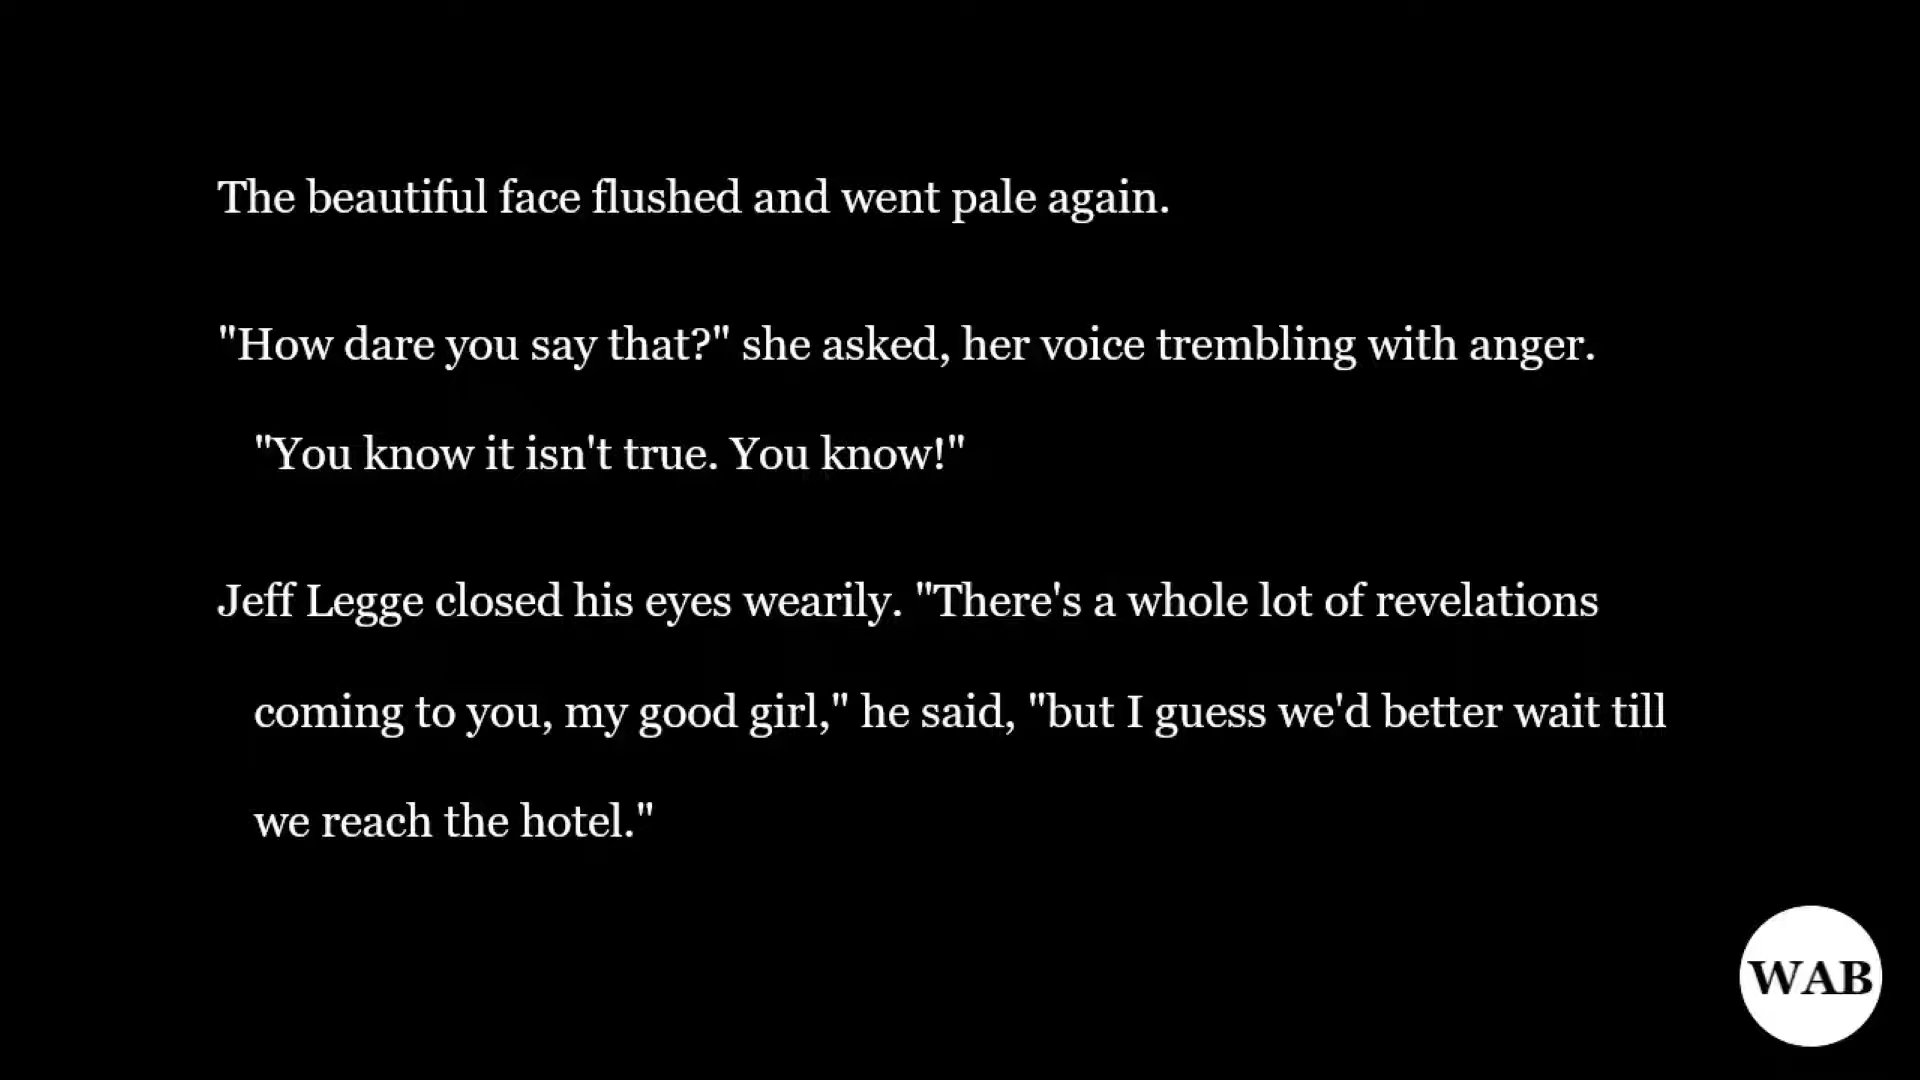 The beautiful face flushed and went pale again.
"How dare you say that?" she asked, her voice trembling with anger.
"You know it isn't true. You know!"
Jeff Legge closed his eyes wearily. "There's a whole lot of revelations
coming to you, my good girl," he said, "but I guess we'd better wait till
we reach the hotel."
WAB